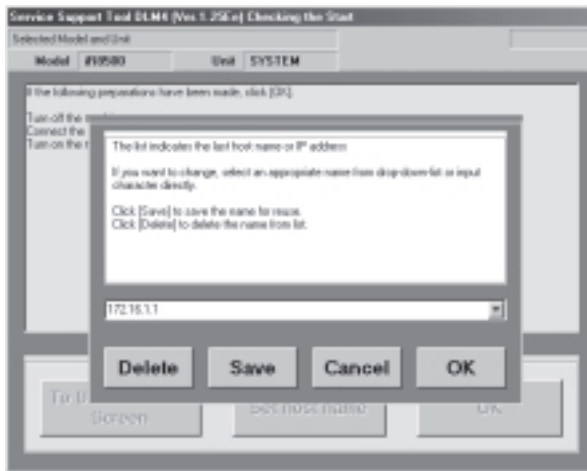 Service Support Tool DLM4 (Ver.1.25E.e) Checking the Start
Selected Model and Unit
Model
Unit SYSTEM
If the following preparations have been made, click [OK].
Turn off the
Connect the
Turn on the
The list indicates the last host name or IP address
If you want to change, select an appropriate name from drop-down-list or input
character directly.
Click [Save] to save the name for reuse.
Click [Delete] to delete the name from list.
172.16.1.1
Delete Save Cancel OK
To U
Screen
Set host name
OK